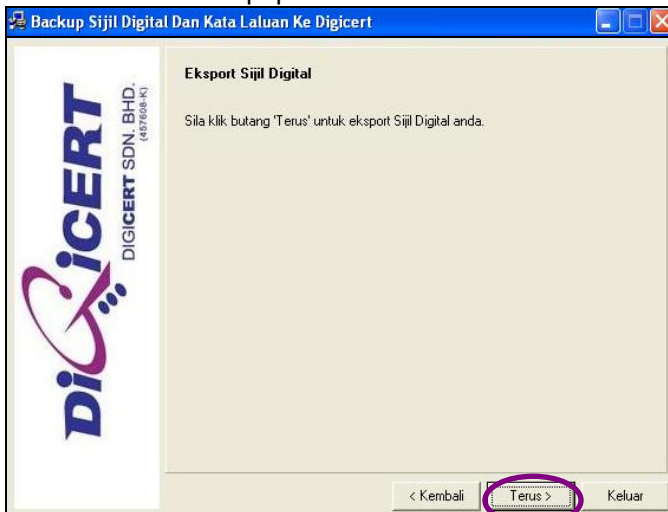 Backup Sijil Digital Dan Kata Laluan Ke Digicert
Eksport Sijil Digital
Sila klik butang 'Terus' untuk eksport Sijil Digital anda.
DIGICERT
DIGICERT SDN. BHD.
(457608-K)
< Kembali
Terus >
Keluar